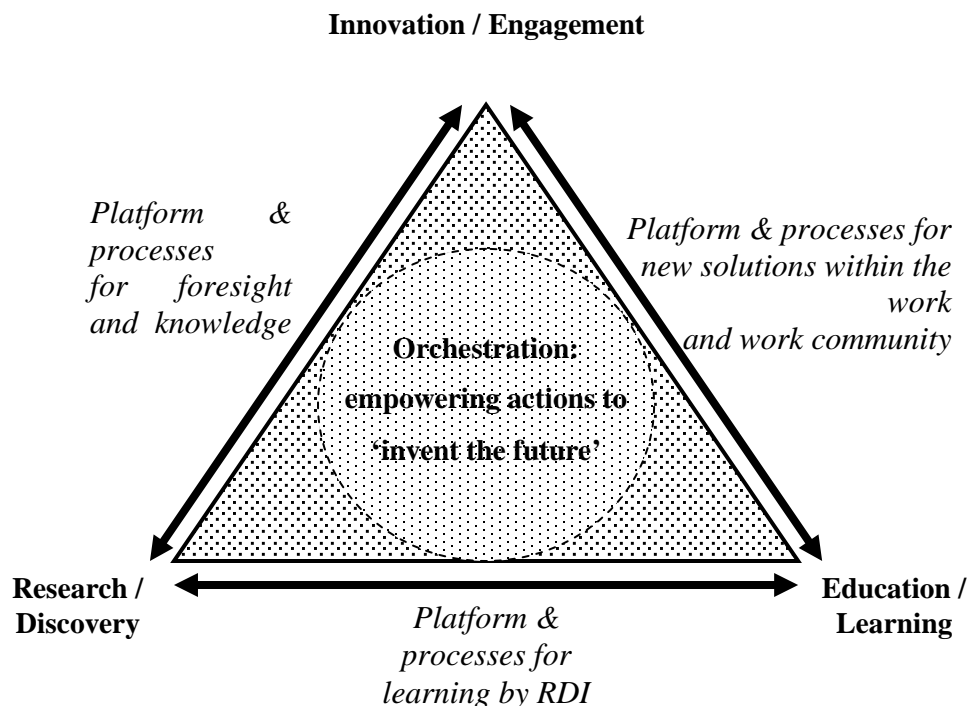 Innovation / Engagement
Platform &
processes
for foresight
and knowledge
Platform & processes for
new solutions within the
work
and work community
Orchestration:
empowering actions to
‘invent the future’
Research /
Discovery
Education /
Learning
Platform &
processes for
learning by RDI